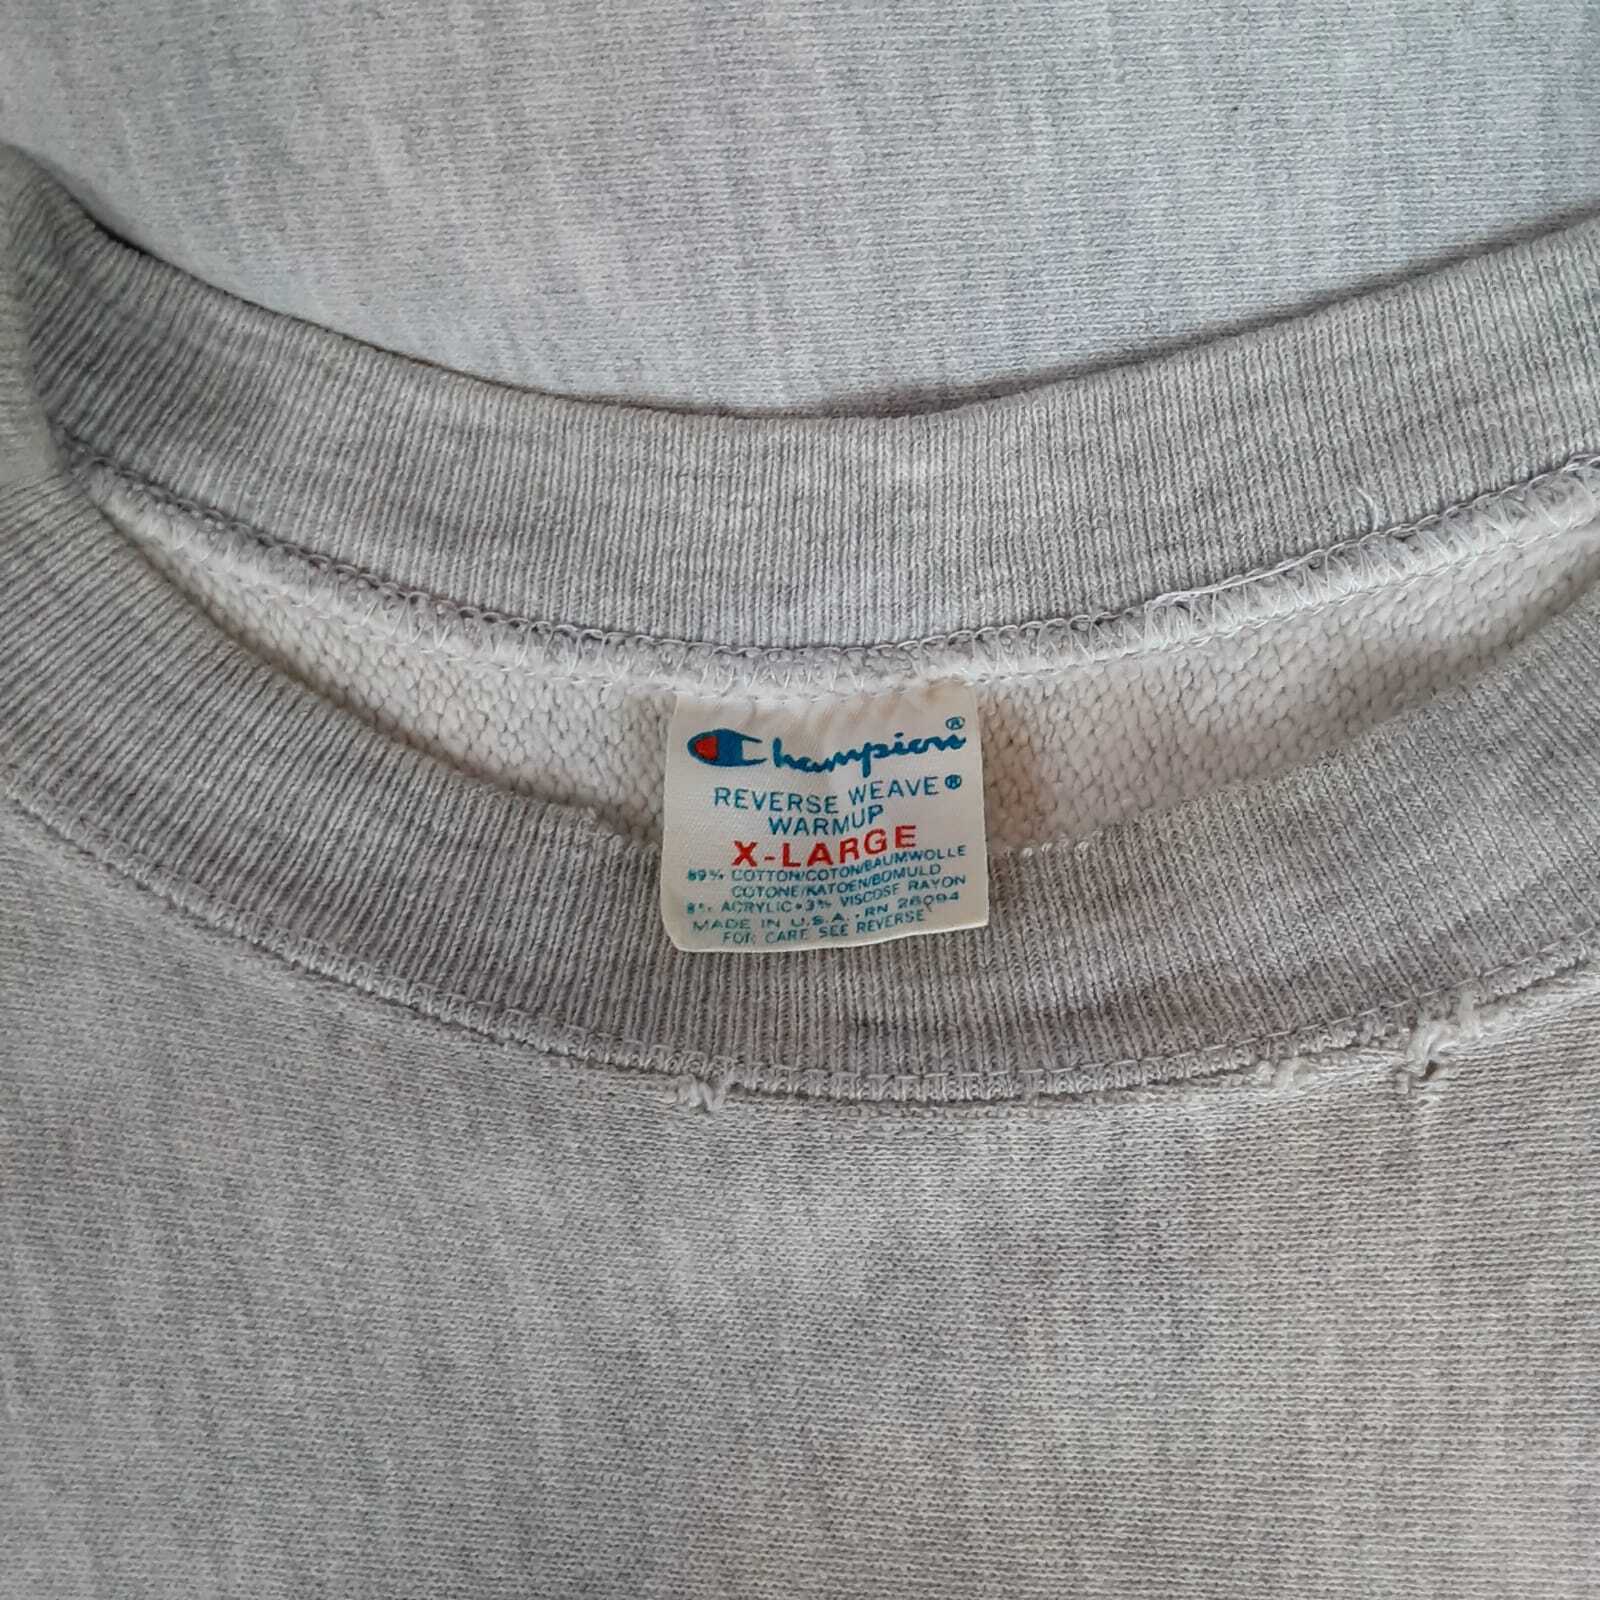 Champion®
REVERSE WEAVE®
WARMUP
X-LARGE
89% COTTON/COTON/BAUMWOLLE
COTONE/KATOEN/BOMULD
8% ACRYLIC • 3% VISCOSE RAYON
MADE IN U.S.A. • RN 26094
FOR CARE SEE REVERSE